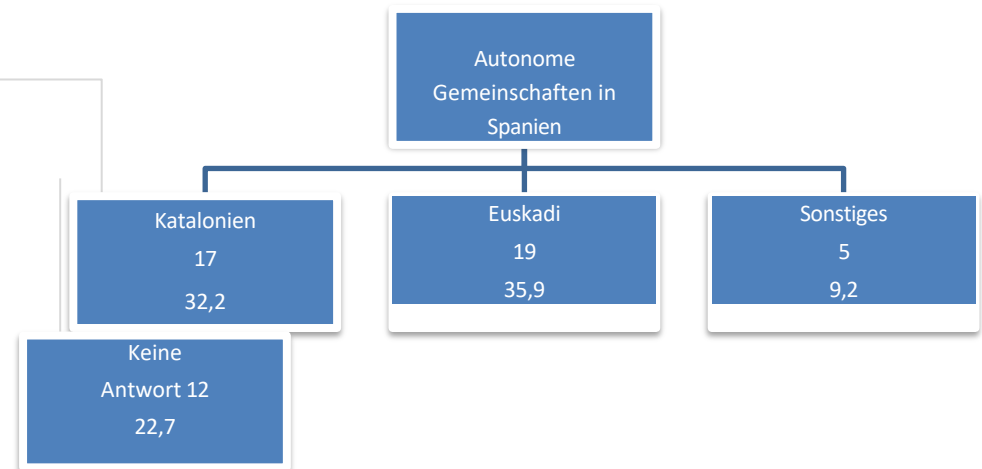 Autonome
Gemeinschaften in
Spanien
Katalonien
17
32,2
Euskadi
19
35,9
Sonstiges
5
9,2
Keine
Antwort 12
22,7